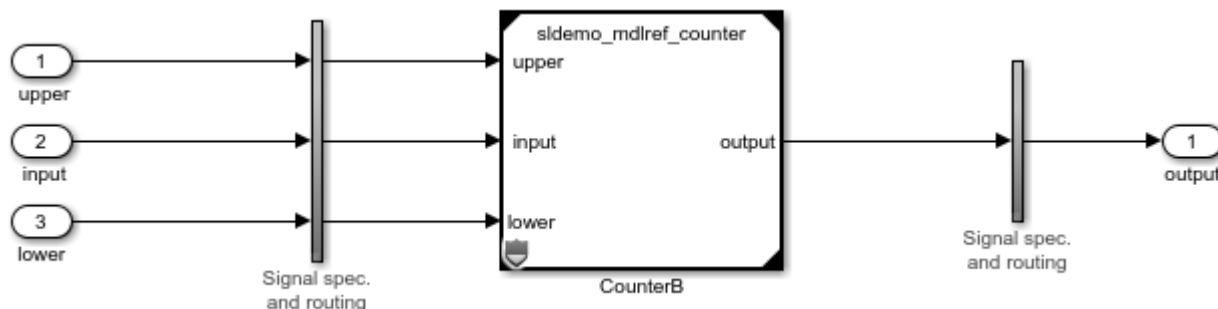 sldemo_mdlref_counter
1
upper
upper
2
input
input
output
1
output
3
lower
lower
Signal spec.
and routing
CounterB
Signal spec.
and routing